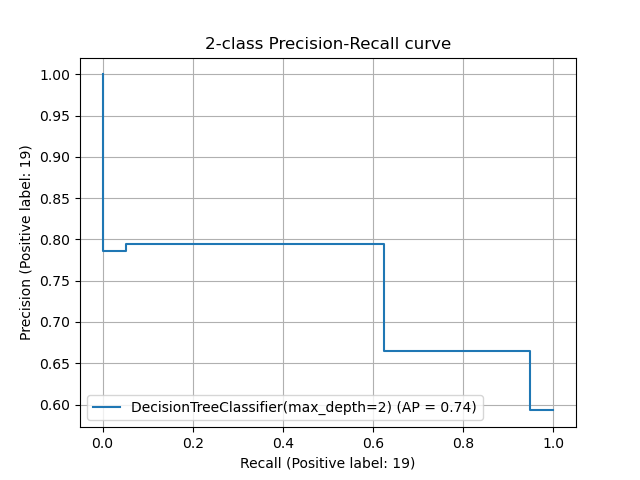 2-class Precision-Recall curve
Precision (Positive label: 19)
1.00
0.95
0.90
0.85
0.80
0.75
0.70
0.65
0.60
DecisionTreeClassifier(max_depth=2) (AP = 0.74)
0.0 0.2 0.4 0.6 0.8 1.0
Recall (Positive label: 19)